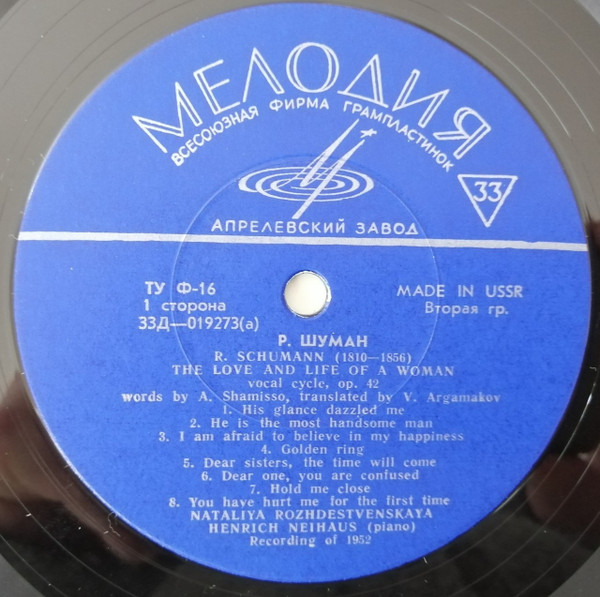 МЕЛОДИЯ
ВСЕСОЮЗНАЯ ФИРМА ГРАМПЛАСТИНОК
33
АПРЕЛЕВСКИЙ ЗАВОД
ТУ Ф-16
1 сторона
33Д—019273(а)
MADE IN USSR
Вторая гр.
Р. ШУМАН
R. SCHUMANN (1810—1856)
THE LOVE AND LIFE OF A WOMAN
vocal cycle, op. 42
words by A. Shamisso, translated by V. Argamakov
1. His glance dazzled me
2. He is the most handsome man
3. I am afraid to believe in my happiness
4. Golden ring
5. Dear sisters, the time will come
6. Dear one, you are confused
7. Hold me close
8. You have hurt me for the first time
NATALIYA ROZHDESTVENSKAYA
HENRICH NEIHAUS (piano)
Recording of 1952